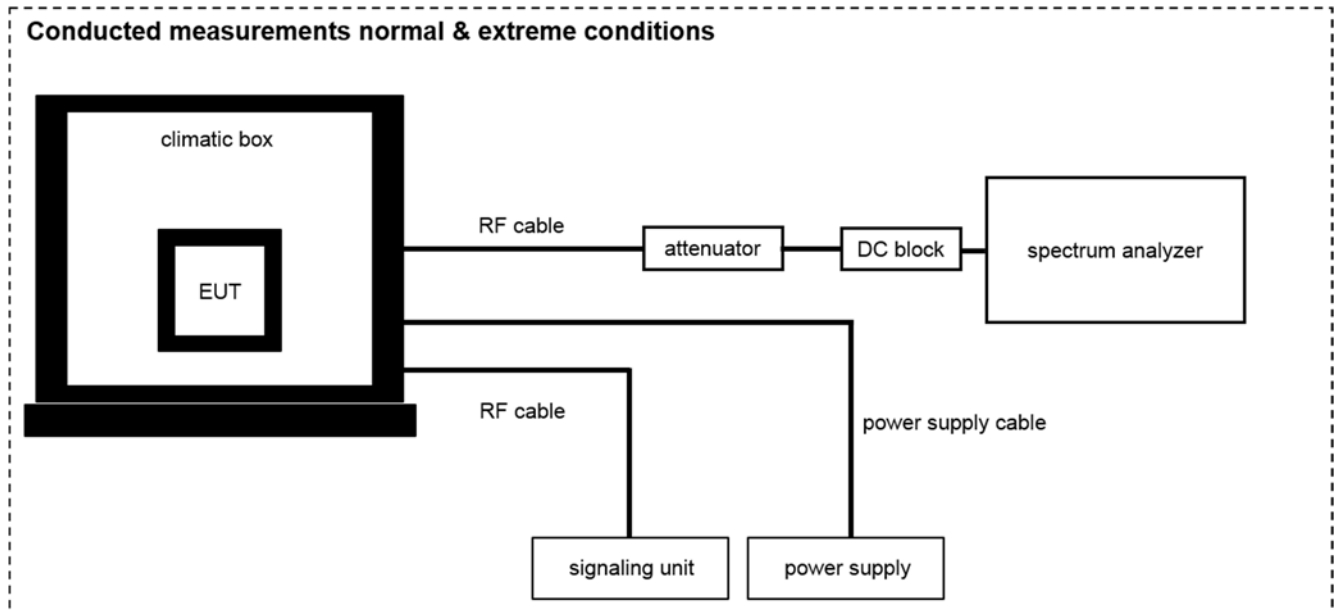 Conducted measurements normal & extreme conditions
climatic box
EUT
RF cable
attenuator
DC block
spectrum analyzer
RF cable
power supply cable
signaling unit
power supply